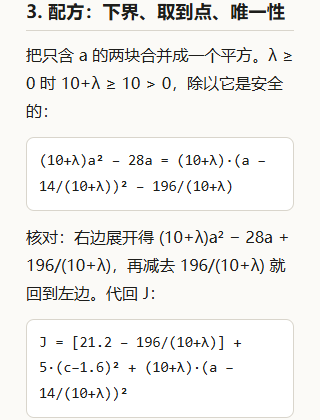 3. 配方：下界、取到点、唯一性
把只含 a 的两块合并成一个平方。λ ≥
0 时 10+λ ≥ 10 > 0，除以它是安全
的：
(10+λ)a² − 28a = (10+λ)·(a −
14/(10+λ))² − 196/(10+λ)
核对：右边展开得 (10+λ)a² − 28a +
196/(10+λ)，再减去 196/(10+λ) 就
回到左边。代回 J：
J = [21.2 − 196/(10+λ)] +
5·(c−1.6)² + (10+λ)·(a −
14/(10+λ))²